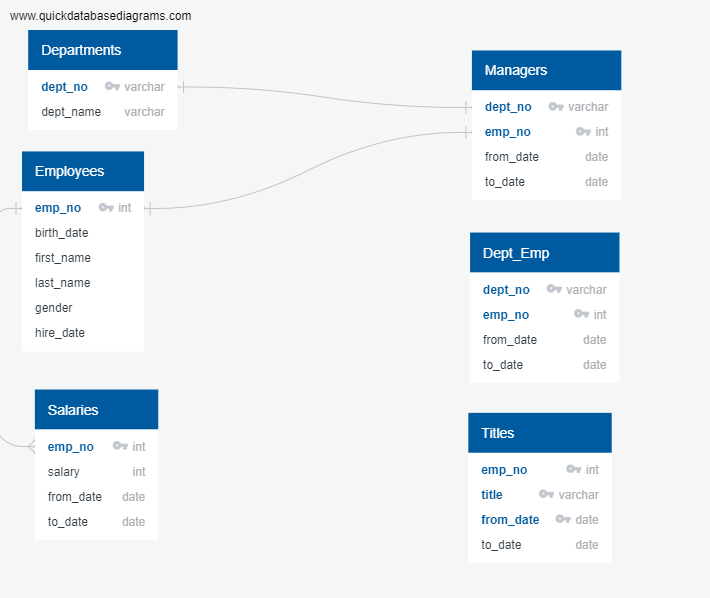 www.quickdatabasediagrams.com
Departments
dept_no varchar
dept_name varchar
Employees
emp_no int
birth_date
first_name
last_name
gender
hire_date
Salaries
emp_no int
salary int
from_date date
to_date date
Managers
dept_no varchar
emp_no int
from_date date
to_date date
Dept_Emp
dept_no varchar
emp_no int
from_date date
to_date date
Titles
emp_no int
title varchar
from_date date
to_date date